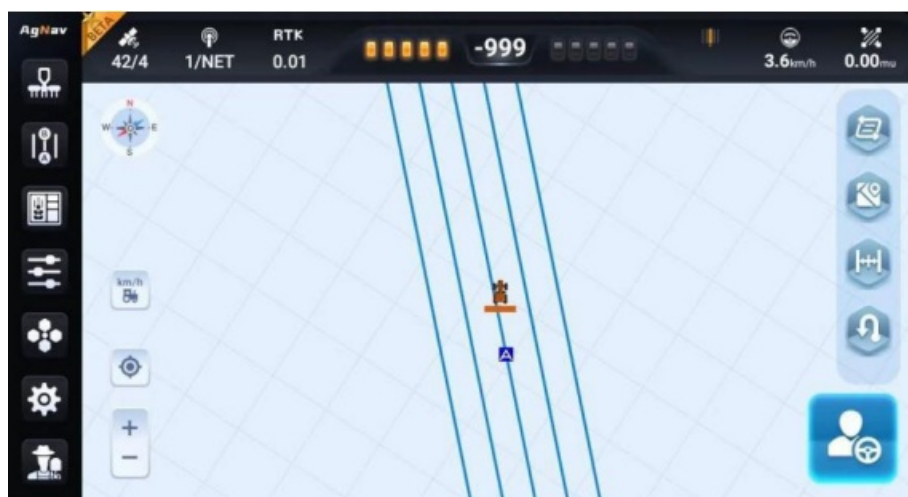 AgNav
BETA
42/4
1/NET
RTK
0.01
-999
3.6km/h
0.00mu
N
W
E
S
B
A
km/h
A
+
−